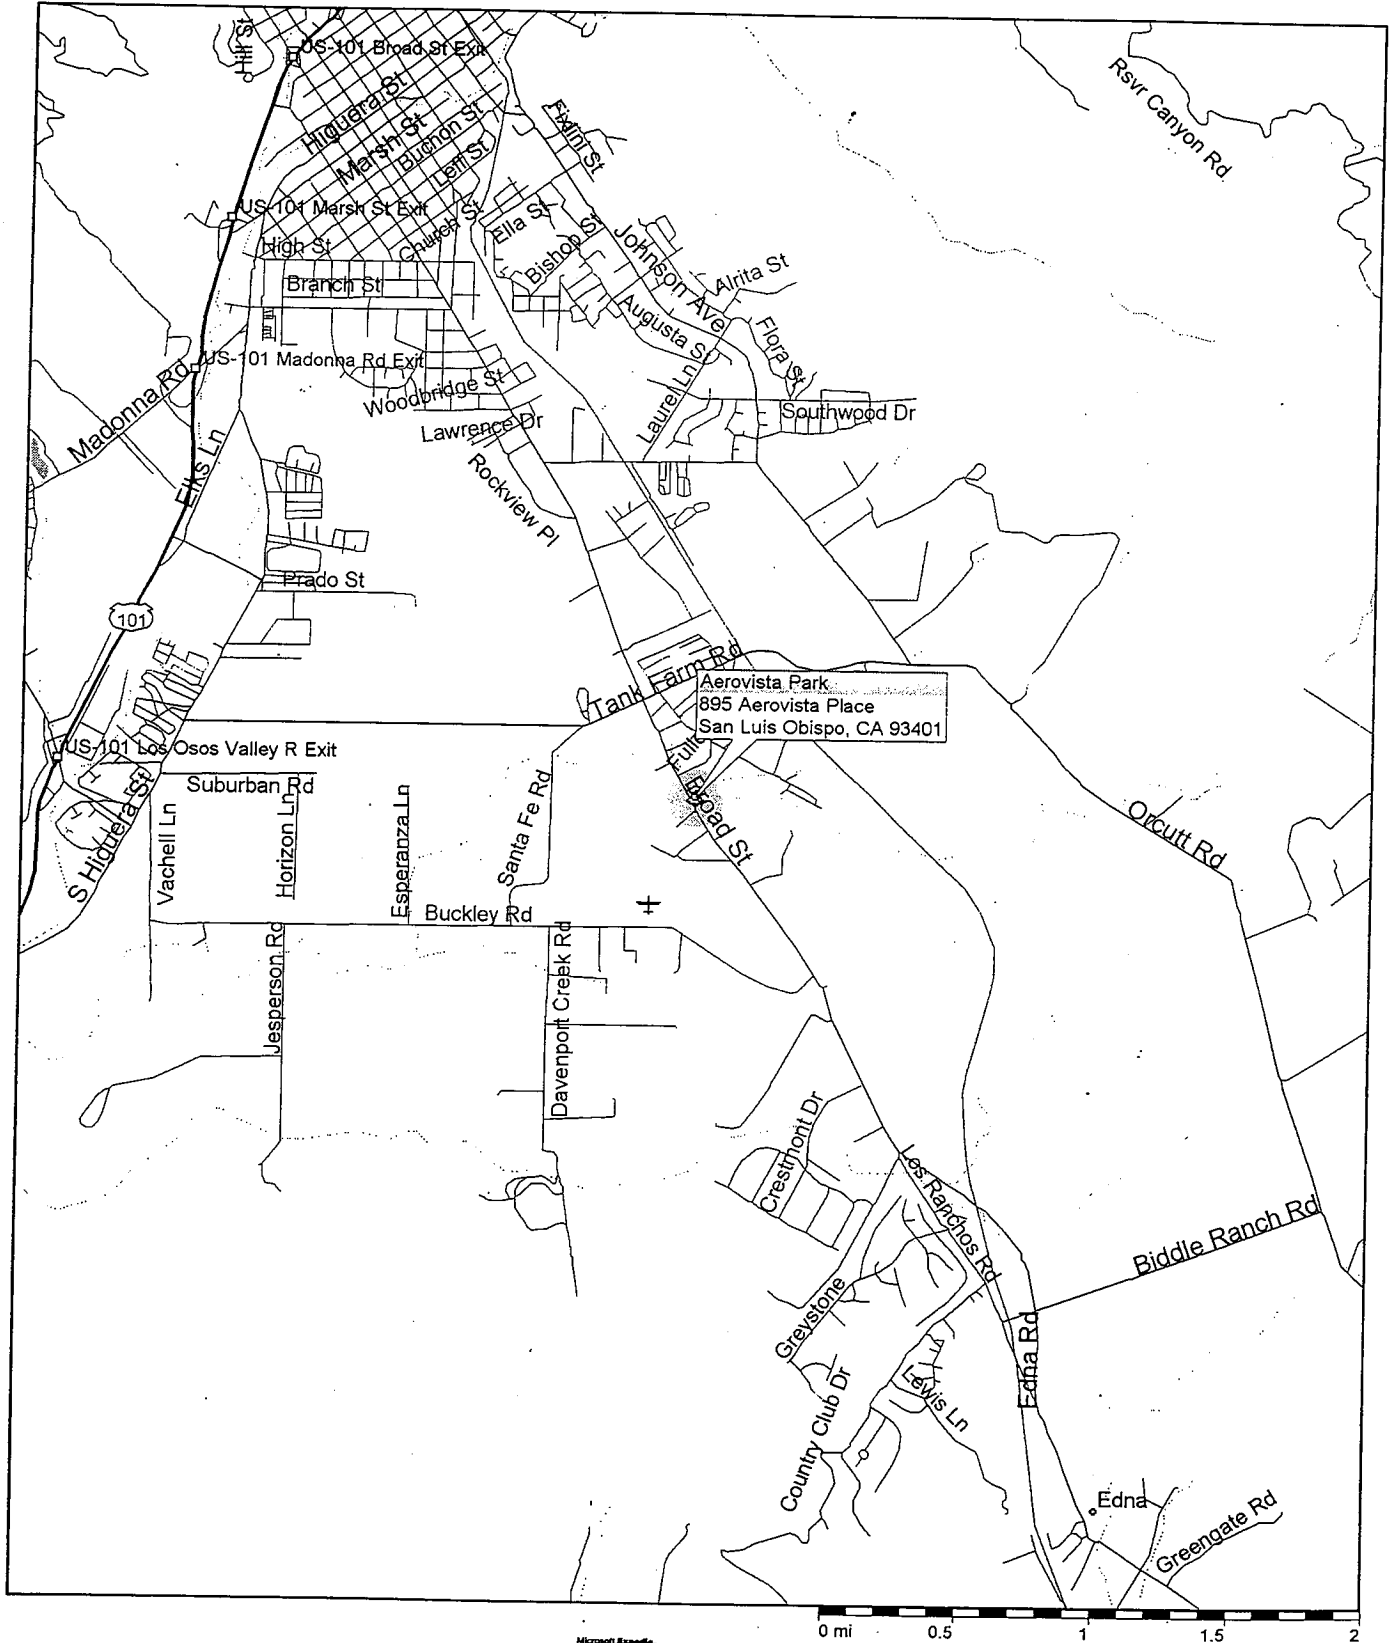 Hill St
US-101 Broad St Exit
Higuera St
Marsh St
Buchon St
Leff St
Fixlini St
Rsvr Canyon Rd
US-101 Marsh St Exit
High St
Church St
Ella St
Bishop St
Johnson Ave
Alrita St
Branch St
Augusta St
Flora St
US-101 Madonna Rd Exit
Madonna Rd
Woodbridge St
Laurel Ln
Southwood Dr
Lawrence Dr
Elks Ln
Rockview Pl
Prado St
101
Tank Farm Rd
Aerovista Park
895 Aerovista Place
San Luis Obispo, CA 93401
US-101 Los Osos Valley R Exit
Suburban Rd
S Higuera St
Vachell Ln
Horizon Ln
Esperanza Ln
Santa Fe Rd
Broad St
Orcutt Rd
Buckley Rd
Jesperson Rd
Davenport Creek Rd
Crestmont Dr
Los Ranchos Rd
Biddle Ranch Rd
Greystone
Edna Rd
Country Club Dr
Lewis Ln
Edna
Greengate Rd
Microsoft Expedia
0 mi 0.5 1 1.5 2